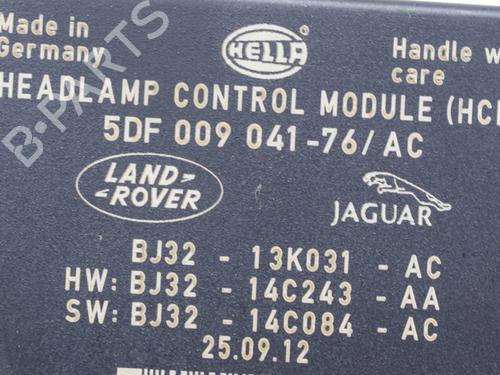 Made in
Germany
HELLA
Handle w
care
HEADLAMP CONTROL MODULE (HC
5DF 009 041-76/AC
LAND-
-ROVER
JAGUAR
BJ32 - 13K031 - AC
HW: BJ32 - 14C243 - AA
SW: BJ32 - 14C084 - AC
25.09.12
B-PARTS